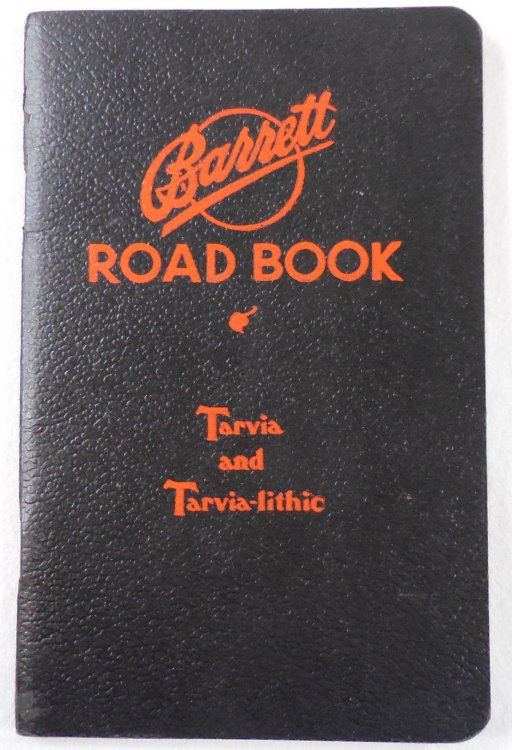 Barrett
ROAD BOOK
Tarvia
and
Tarvia-lithic